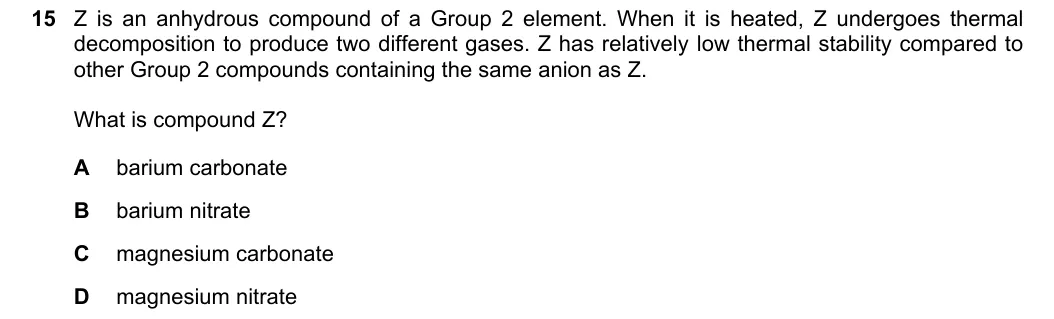 15 Z is an anhydrous compound of a Group 2 element. When it is heated, Z undergoes thermal
decomposition to produce two different gases. Z has relatively low thermal stability compared to
other Group 2 compounds containing the same anion as Z.
What is compound Z?
A barium carbonate
B barium nitrate
C magnesium carbonate
D magnesium nitrate